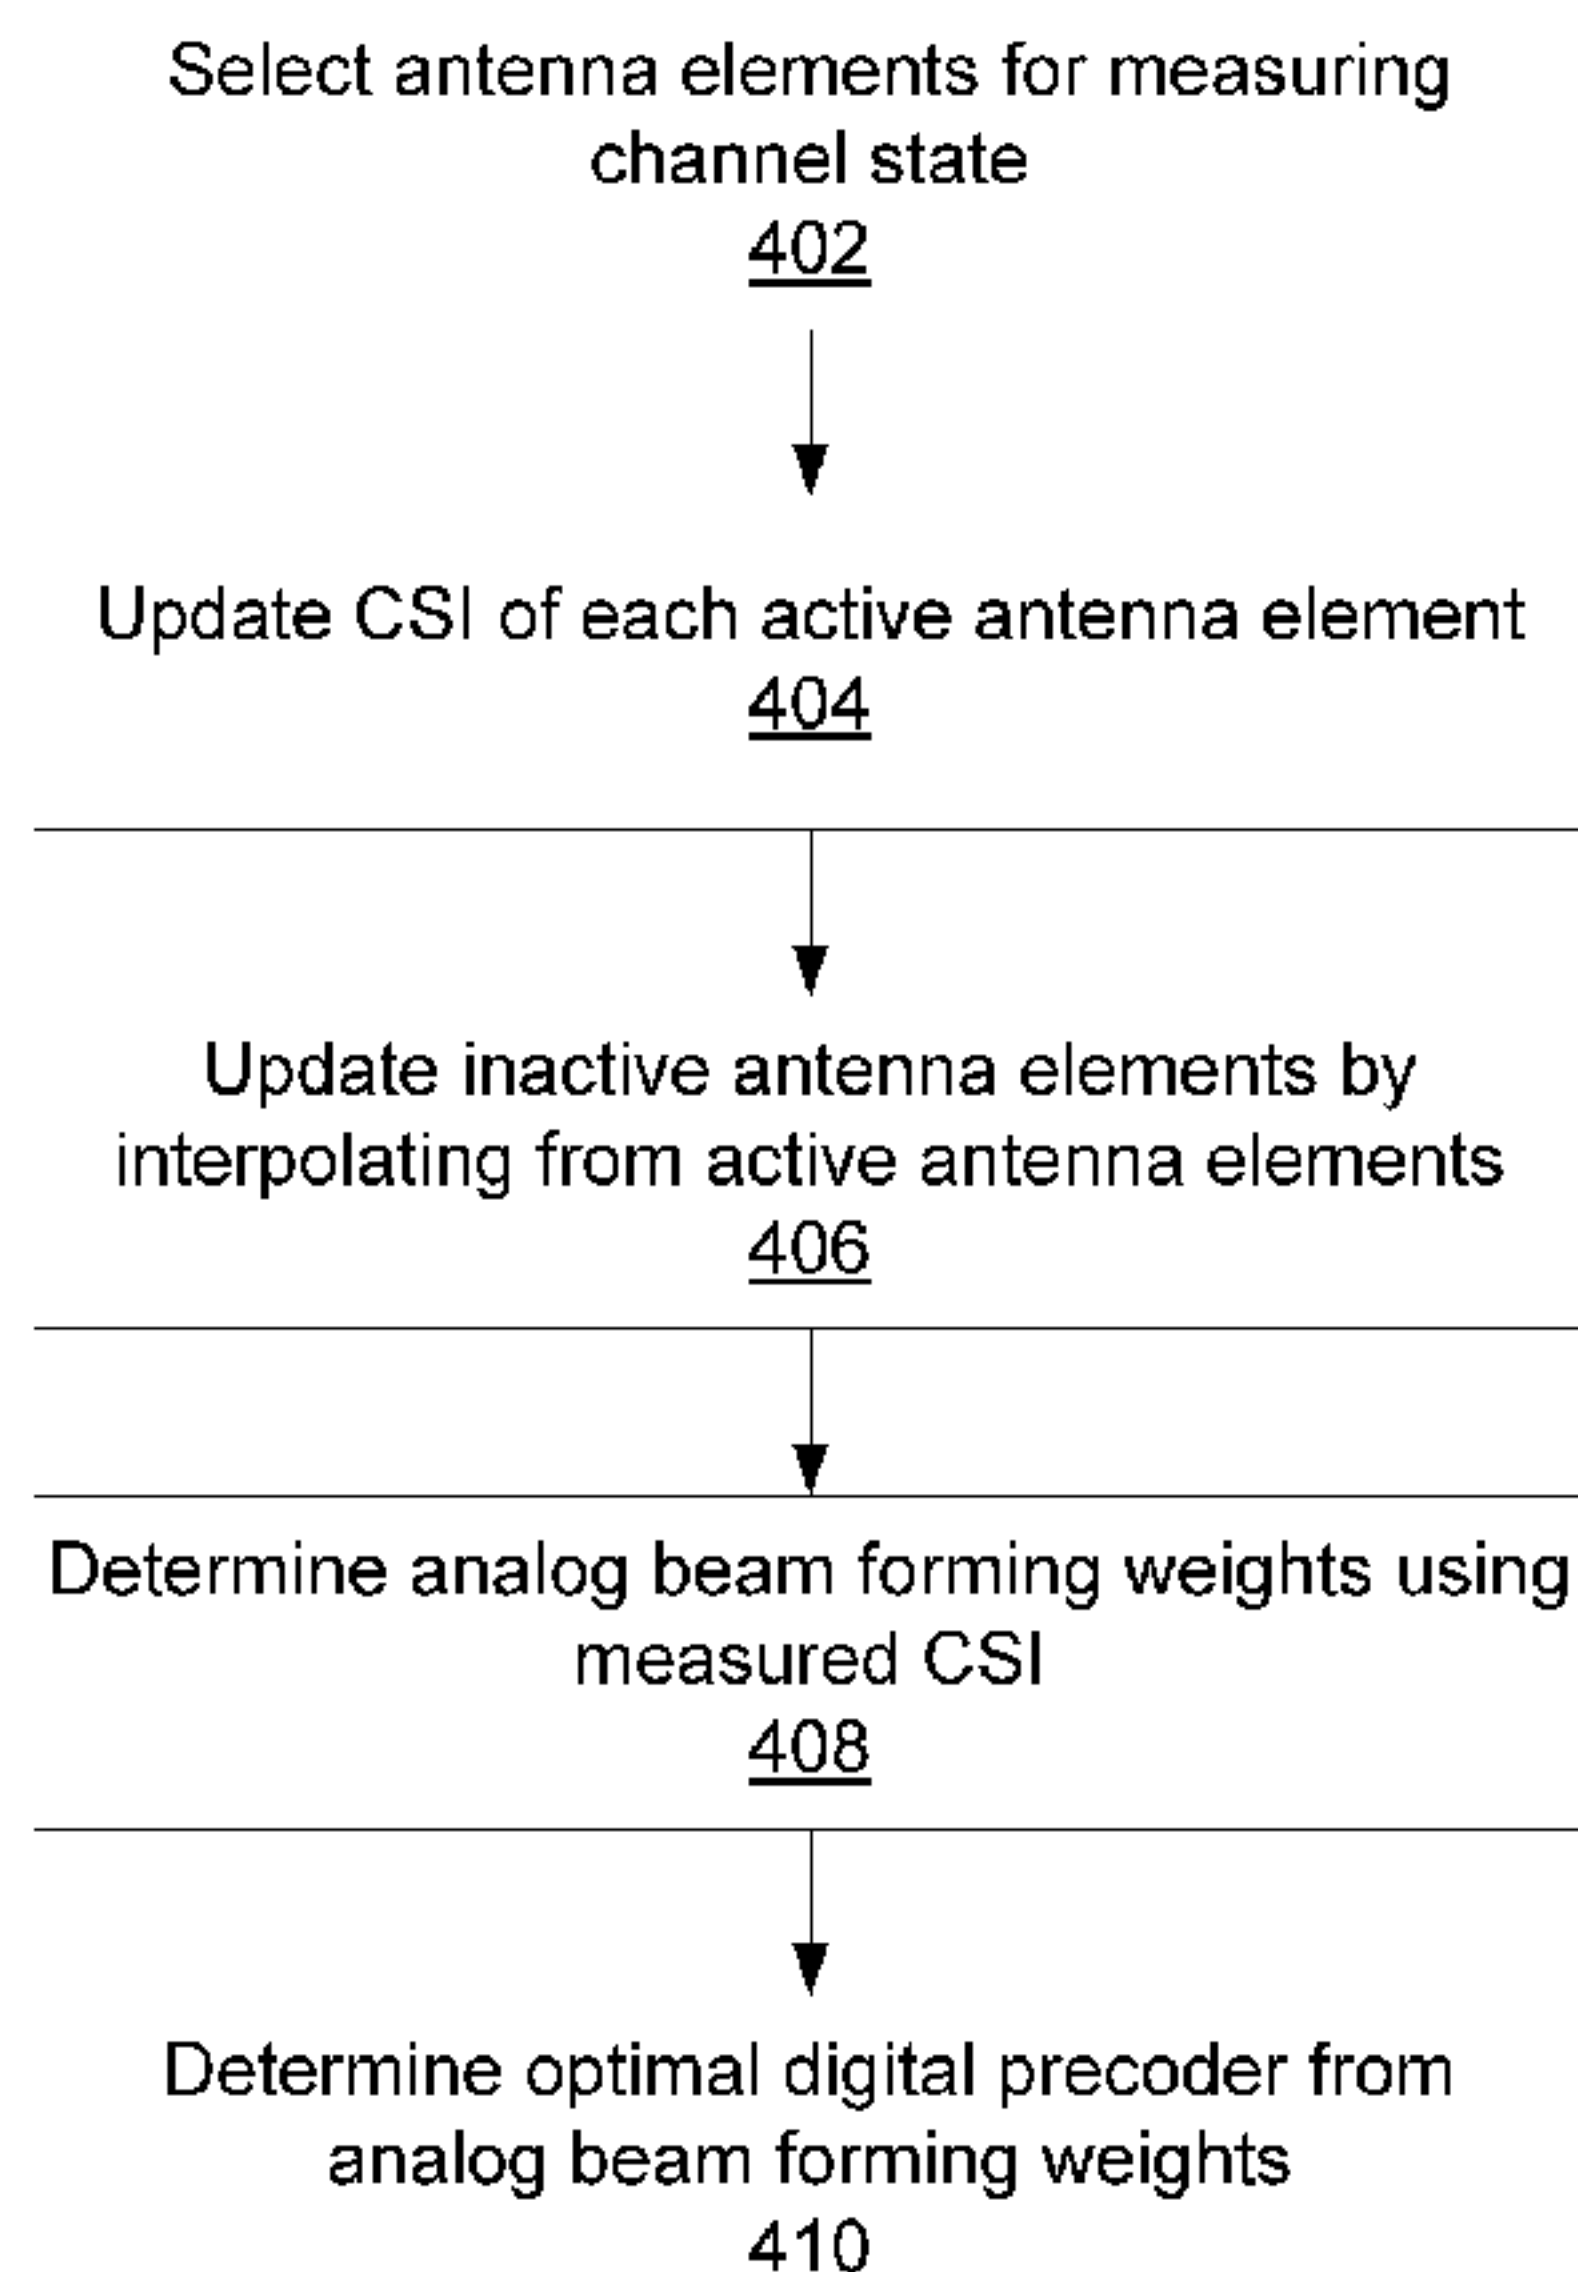 Select antenna elements for measuring
channel state
402
Update CSI of each active antenna element
404
Update inactive antenna elements by
interpolating from active antenna elements
406
Determine analog beam forming weights using
measured CSI
408
Determine optimal digital precoder from
analog beam forming weights
410